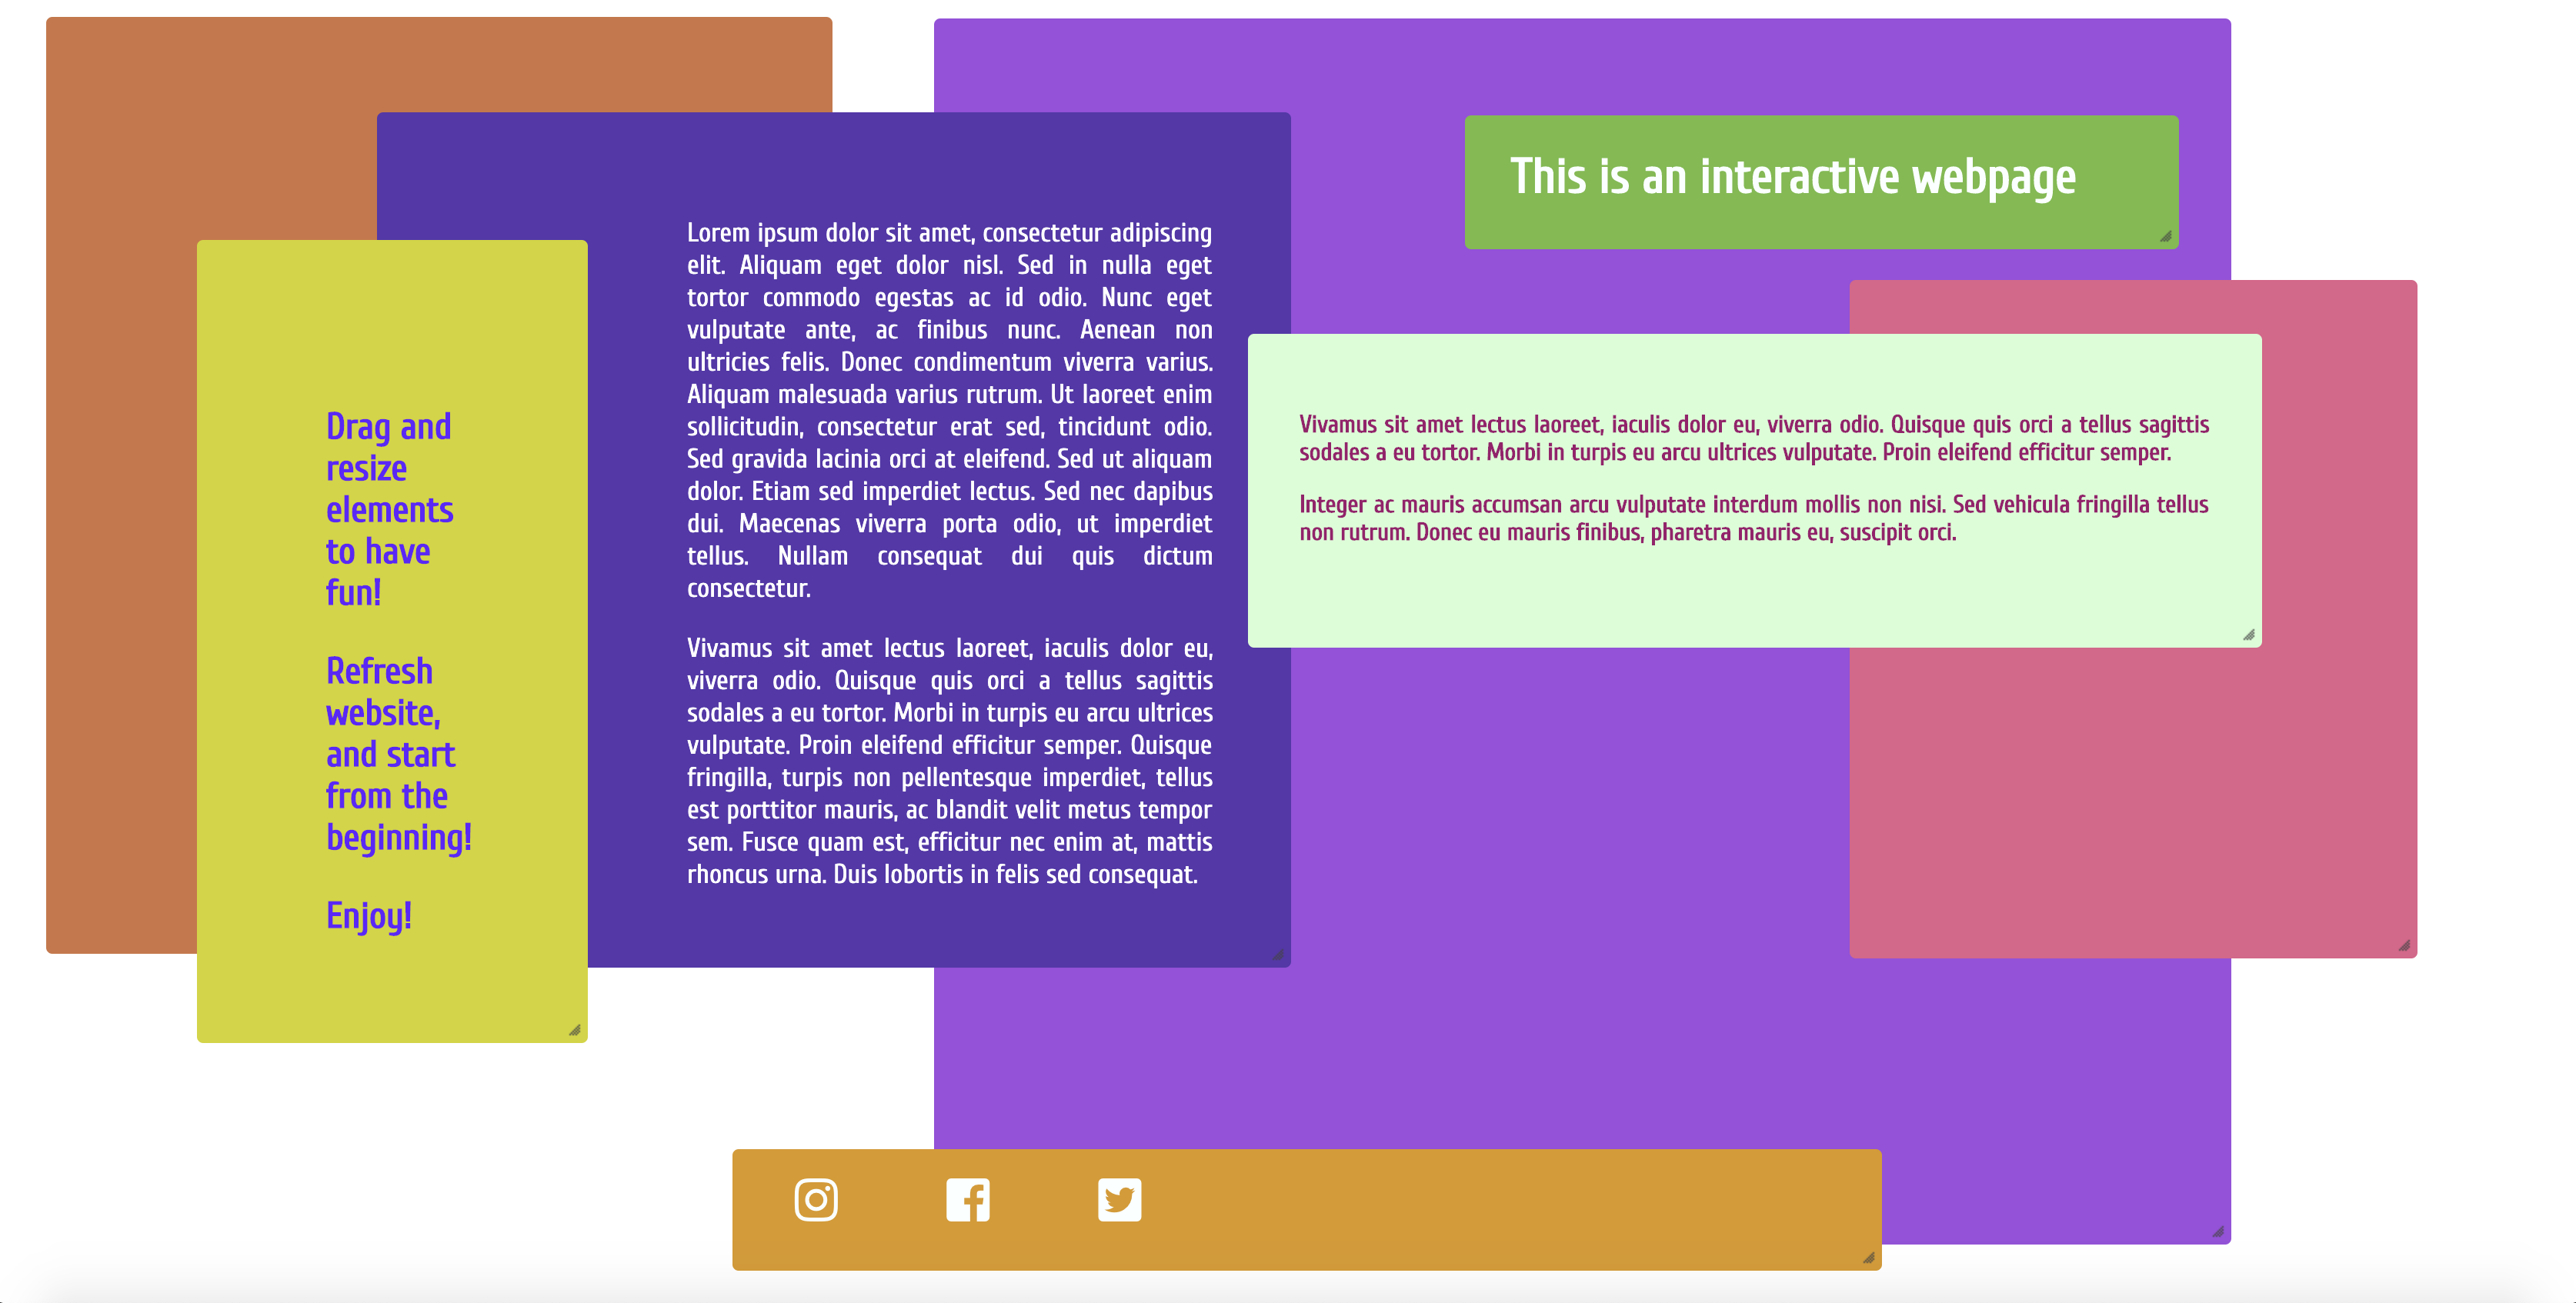 This is an interactive webpage
Drag and
resize
elements
to have
fun!
Refresh
website,
and start
from the
beginning!
Enjoy!
Lorem ipsum dolor sit amet, consectetur adipiscing
elit. Aliquam eget dolor nisl. Sed in nulla eget
tortor commodo egestas ac id odio. Nunc eget
vulputate ante, ac finibus nunc. Aenean non
ultricies felis. Donec condimentum viverra varius.
Aliquam malesuada varius rutrum. Ut laoreet enim
sollicitudin, consectetur erat sed, tincidunt odio.
Sed gravida lacinia orci at eleifend. Sed ut aliquam
dolor. Etiam sed imperdiet lectus. Sed nec dapibus
dui. Maecenas viverra porta odio, ut imperdiet
tellus. Nullam consequat dui quis dictum
consectetur.
Vivamus sit amet lectus laoreet, iaculis dolor eu,
viverra odio. Quisque quis orci a tellus sagittis
sodales a eu tortor. Morbi in turpis eu arcu ultrices
vulputate. Proin eleifend efficitur semper. Quisque
fringilla, turpis non pellentesque imperdiet, tellus
est porttitor mauris, ac blandit velit metus tempor
sem. Fusce quam est, efficitur nec enim at, mattis
rhoncus urna. Duis lobortis in felis sed consequat.
Vivamus sit amet lectus laoreet, iaculis dolor eu, viverra odio. Quisque quis orci a tellus sagittis
sodales a eu tortor. Morbi in turpis eu arcu ultrices vulputate. Proin eleifend efficitur semper.
Integer ac mauris accumsan arcu vulputate interdum mollis non nisi. Sed vehicula fringilla tellus
non rutrum. Donec eu mauris finibus, pharetra mauris eu, suscipit orci.